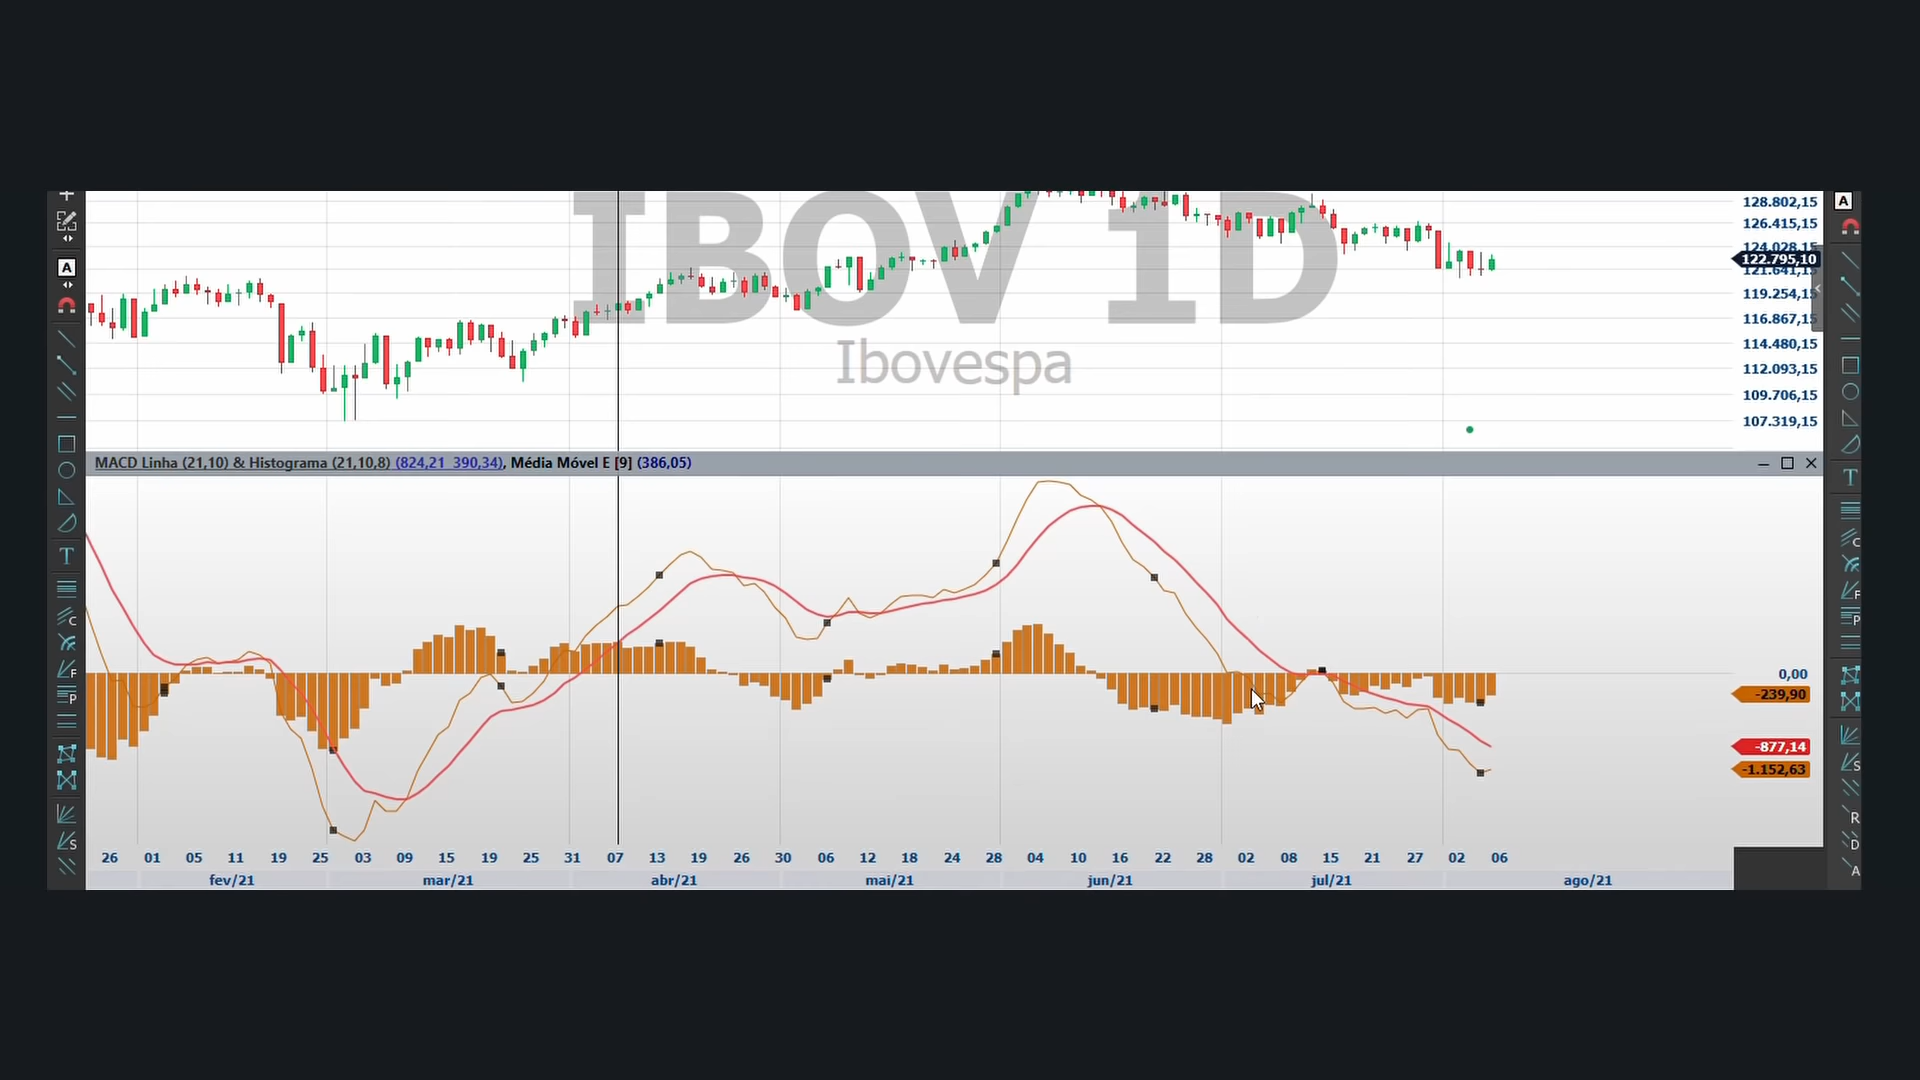 IBOV 1D
Ibovespa
128.802,15
126.415,15
124.028,15
122.795,10
121.641,15
119.254,15
116.867,15
114.480,15
112.093,15
109.706,15
107.319,15
MACD Linha (21,10) & Histograma (21,10,8) (824,21 390,34), Média Móvel E [9] (386,05)
0,00
-239,90
-877,14
-1.152,63
26 01 05 11 19 25 03 09 15 19 25 31 07 13 19 26 30 06 12 18 24 28 04 10 16 22 28 02 08 15 21 27 02 06
fev/21 mar/21 abr/21 mai/21 jun/21 jul/21 ago/21
A
T
C
F
P
S
A
T
C
F
P
S
R
D
A